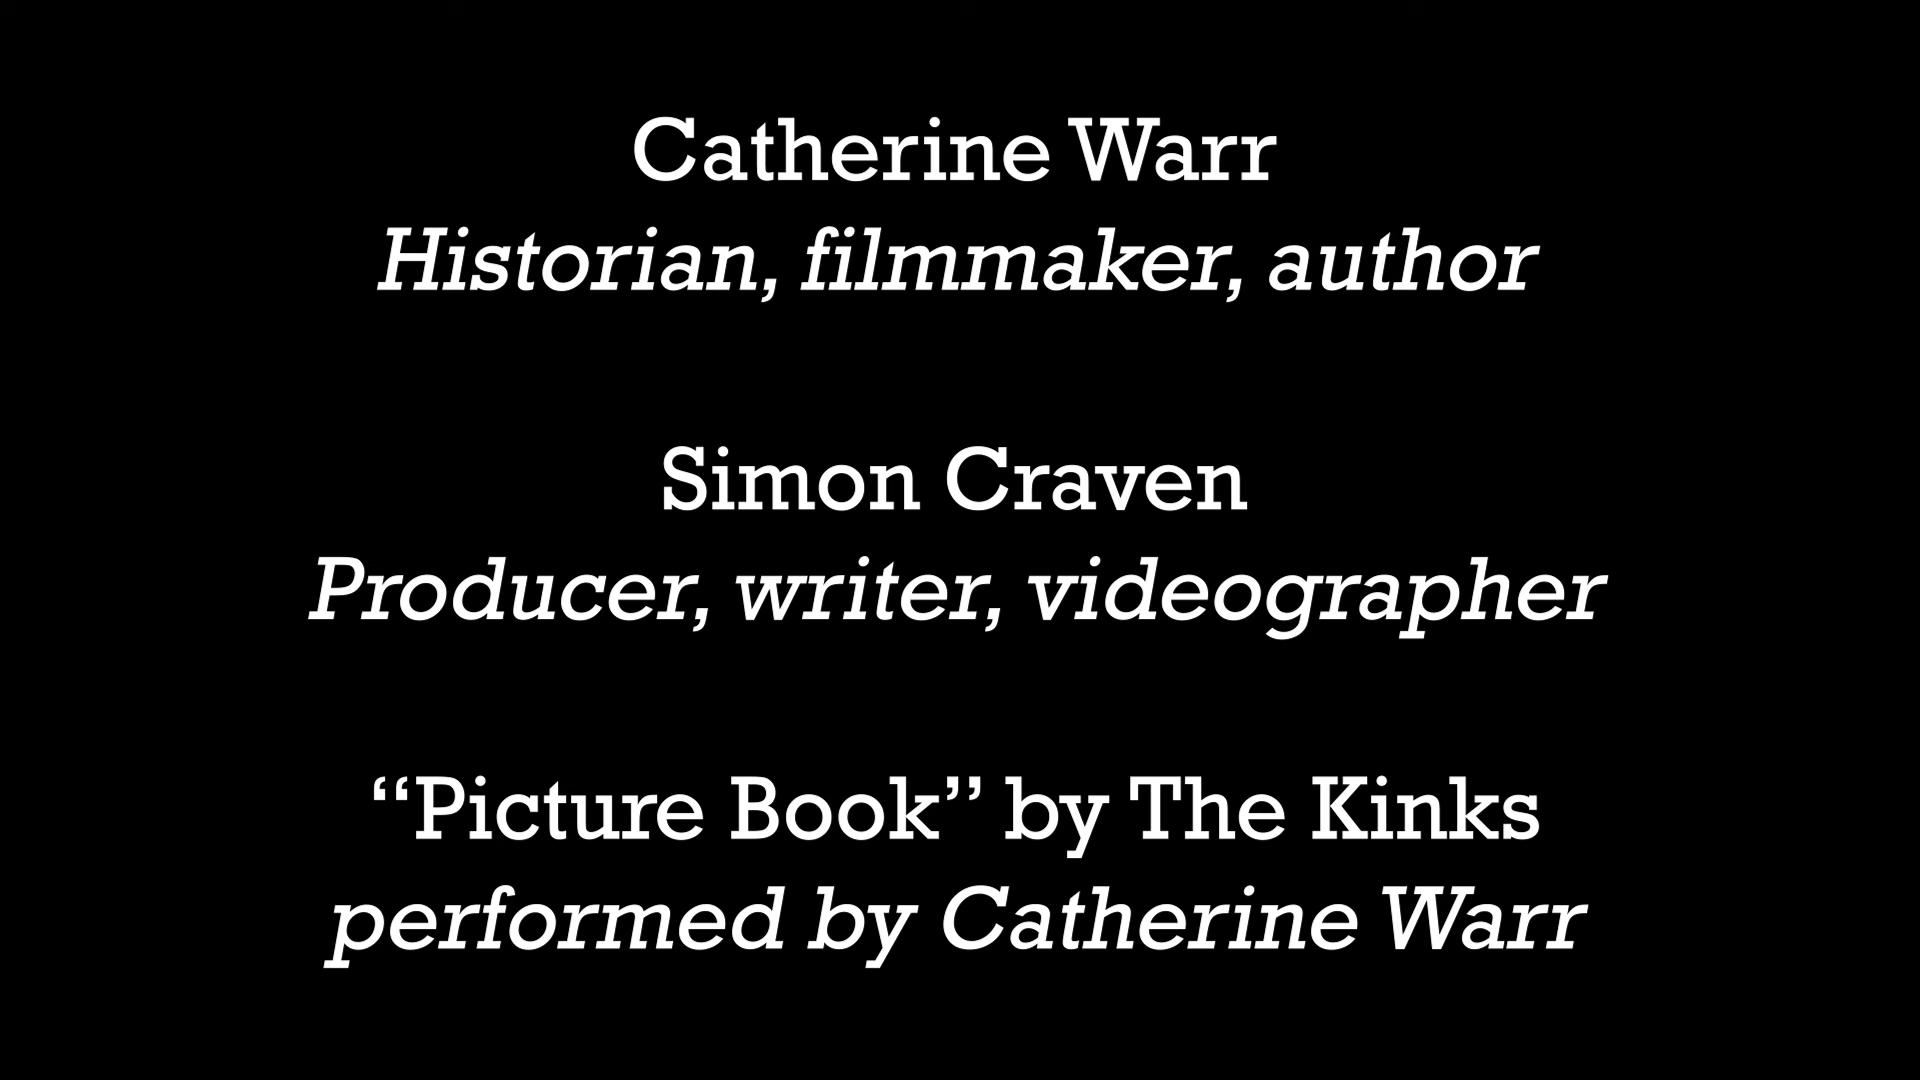 Catherine Warr
Historian, filmmaker, author
Simon Craven
Producer, writer, videographer
“Picture Book” by The Kinks
performed by Catherine Warr